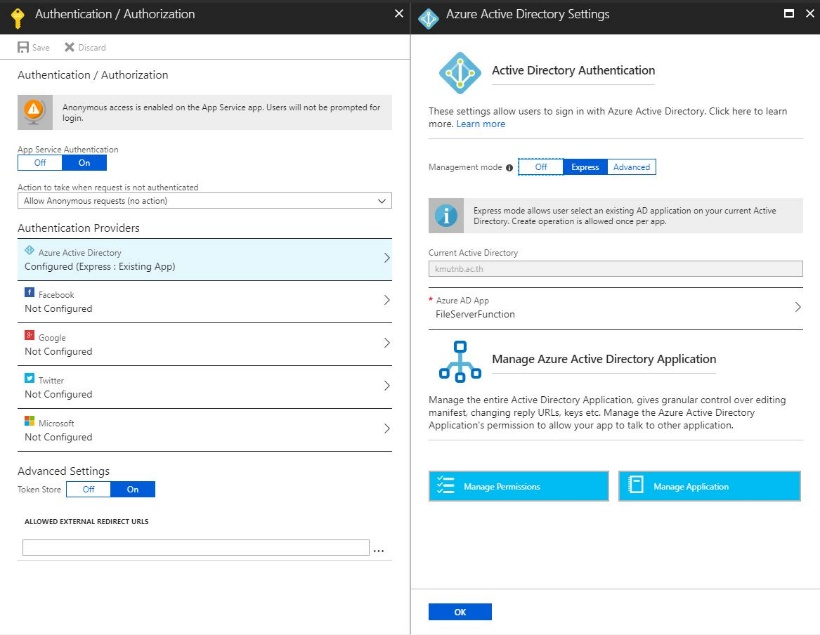 Authentication / Authorization
Save
Discard
Authentication / Authorization
Anonymous access is enabled on the App Service app. Users will not be prompted for
login.
App Service Authentication
Off
On
Action to take when request is not authenticated
Allow Anonymous requests (no action)
Authentication Providers
Azure Active Directory
Configured (Express : Existing App)
Facebook
Not Configured
Google
Not Configured
Twitter
Not Configured
Microsoft
Not Configured
Advanced Settings
Token Store
Off
On
ALLOWED EXTERNAL REDIRECT URLS
...
Azure Active Directory Settings
Active Directory Authentication
These settings allow users to sign in with Azure Active Directory. Click here to learn
more. Learn more
Management mode
Off
Express
Advanced
Express mode allows user select an existing AD application on your current Active
Directory. Create operation is allowed once per app.
Current Active Directory
kmutnb.ac.th
* Azure AD App
FileServerFunction
Manage Azure Active Directory Application
Manage the entire Active Directory Application, gives granular control over editing
manifest, changing reply URLs, keys etc. Manage the Azure Active Directory
Application's permission to allow your app to talk to other application.
Manage Permissions
Manage Application
OK